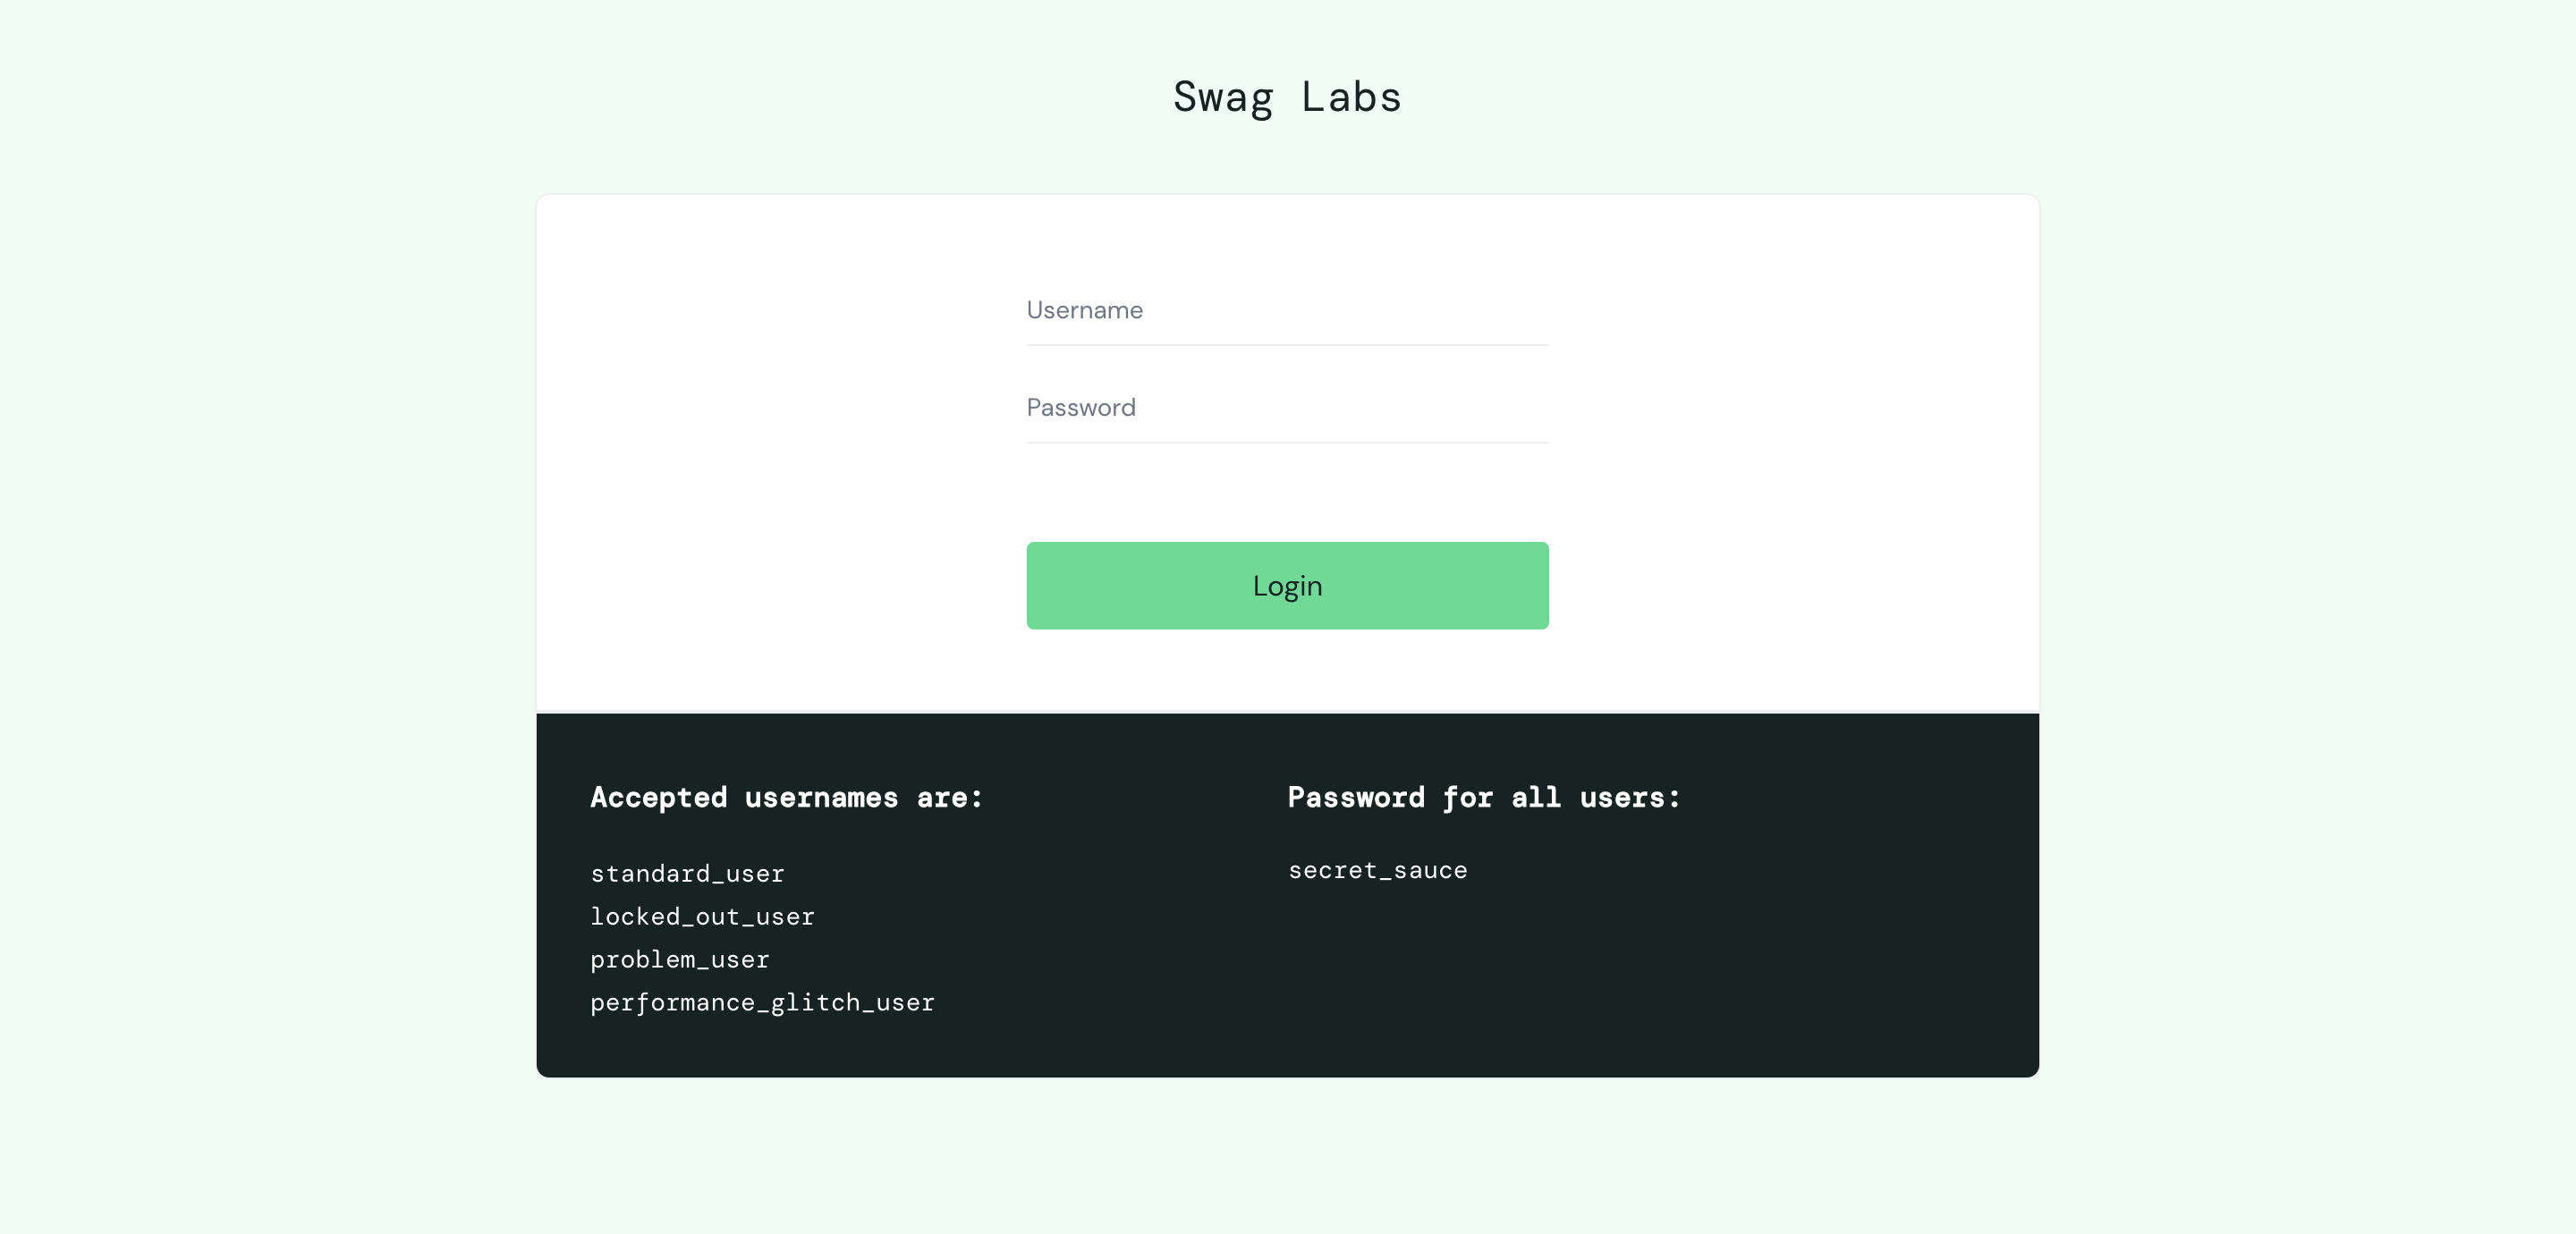 Swag Labs
Username
Password
Login
Accepted usernames are:
standard_user
locked_out_user
problem_user
performance_glitch_user
Password for all users:
secret_sauce